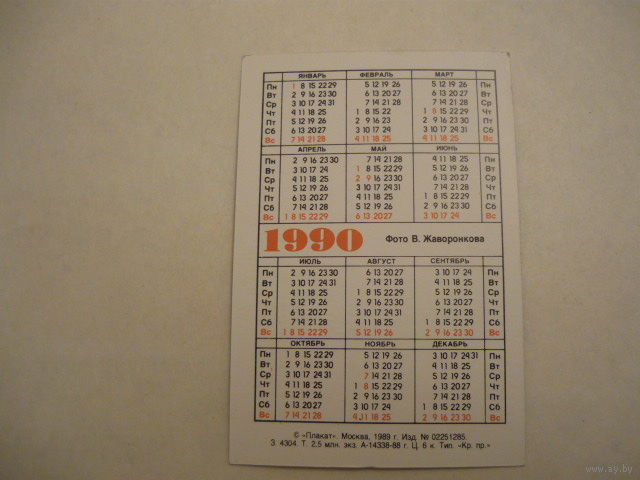 ЯНВАРЬ ФЕВРАЛЬ МАРТ
Пн 1 8 15 22 29 5 12 19 26 5 12 19 26 Пн
Вт 2 9 16 23 30 6 13 20 27 6 13 20 27 Вт
Ср 3 10 17 24 31 7 14 21 28 7 14 21 28 Ср
Чт 4 11 18 25 1 8 15 22 1 8 15 22 29 Чт
Пт 5 12 19 26 2 9 16 23 2 9 16 23 30 Пт
Сб 6 13 20 27 3 10 17 24 3 10 17 24 31 Сб
Вс 7 14 21 28 4 11 18 25 4 11 18 25 Вс
АПРЕЛЬ МАЙ ИЮНЬ
Пн 2 9 16 23 30 7 14 21 28 4 11 18 25 Пн
Вт 3 10 17 24 1 8 15 22 29 5 12 19 26 Вт
Ср 4 11 18 25 2 9 16 23 30 6 13 20 27 Ср
Чт 5 12 19 26 3 10 17 24 31 7 14 21 28 Чт
Пт 6 13 20 27 4 11 18 25 1 8 15 22 29 Пт
Сб 7 14 21 28 5 12 19 26 2 9 16 23 30 Сб
Вс 1 8 15 22 29 6 13 20 27 3 10 17 24 Вс
1990 Фото В. Жаворонкова
ИЮЛЬ АВГУСТ СЕНТЯБРЬ
Пн 2 9 16 23 30 6 13 20 27 3 10 17 24 Пн
Вт 3 10 17 24 31 7 14 21 28 4 11 18 25 Вт
Ср 4 11 18 25 1 8 15 22 29 5 12 19 26 Ср
Чт 5 12 19 26 2 9 16 23 30 6 13 20 27 Чт
Пт 6 13 20 27 3 10 17 24 31 7 14 21 28 Пт
Сб 7 14 21 28 4 11 18 25 1 8 15 22 29 Сб
Вс 1 8 15 22 29 5 12 19 26 2 9 16 23 30 Вс
ОКТЯБРЬ НОЯБРЬ ДЕКАБРЬ
Пн 1 8 15 22 29 5 12 19 26 3 10 17 24 31 Пн
Вт 2 9 16 23 30 6 13 20 27 4 11 18 25 Вт
Ср 3 10 17 24 31 7 14 21 28 5 12 19 26 Ср
Чт 4 11 18 25 1 8 15 22 29 6 13 20 27 Чт
Пт 5 12 19 26 2 9 16 23 30 7 14 21 28 Пт
Сб 6 13 20 27 3 10 17 24 1 8 15 22 29 Сб
Вс 7 14 21 28 4 11 18 25 2 9 16 23 30 Вс
© «Плакат». Москва, 1989 г. Изд. № 02251285.
З. 4304. Т. 2,5 млн. экз. А-14338-88 г. Ц. 6 к. Тип. «Кр. пр.»
www.ay.by